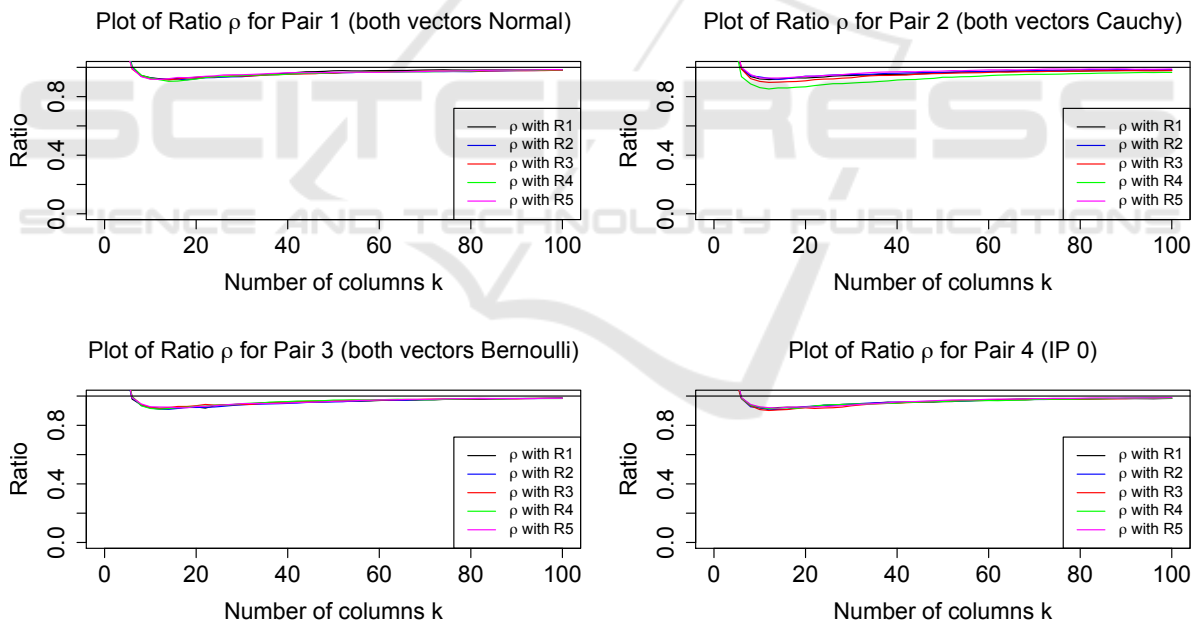 Plot of Ratio ρ for Pair 1 (both vectors Normal)
Ratio
0.0 0.4 0.8
ρ with R1
ρ with R2
ρ with R3
ρ with R4
ρ with R5
0 20 40 60 80 100
Number of columns k
Plot of Ratio ρ for Pair 2 (both vectors Cauchy)
Ratio
0.0 0.4 0.8
ρ with R1
ρ with R2
ρ with R3
ρ with R4
ρ with R5
0 20 40 60 80 100
Number of columns k
SCITEPRESS
SCIENCE AND TECHNOLOGY PUBLICATIONS
Plot of Ratio ρ for Pair 3 (both vectors Bernoulli)
Ratio
0.0 0.4 0.8
ρ with R1
ρ with R2
ρ with R3
ρ with R4
ρ with R5
0 20 40 60 80 100
Number of columns k
Plot of Ratio ρ for Pair 4 (IP 0)
Ratio
0.0 0.4 0.8
ρ with R1
ρ with R2
ρ with R3
ρ with R4
ρ with R5
0 20 40 60 80 100
Number of columns k